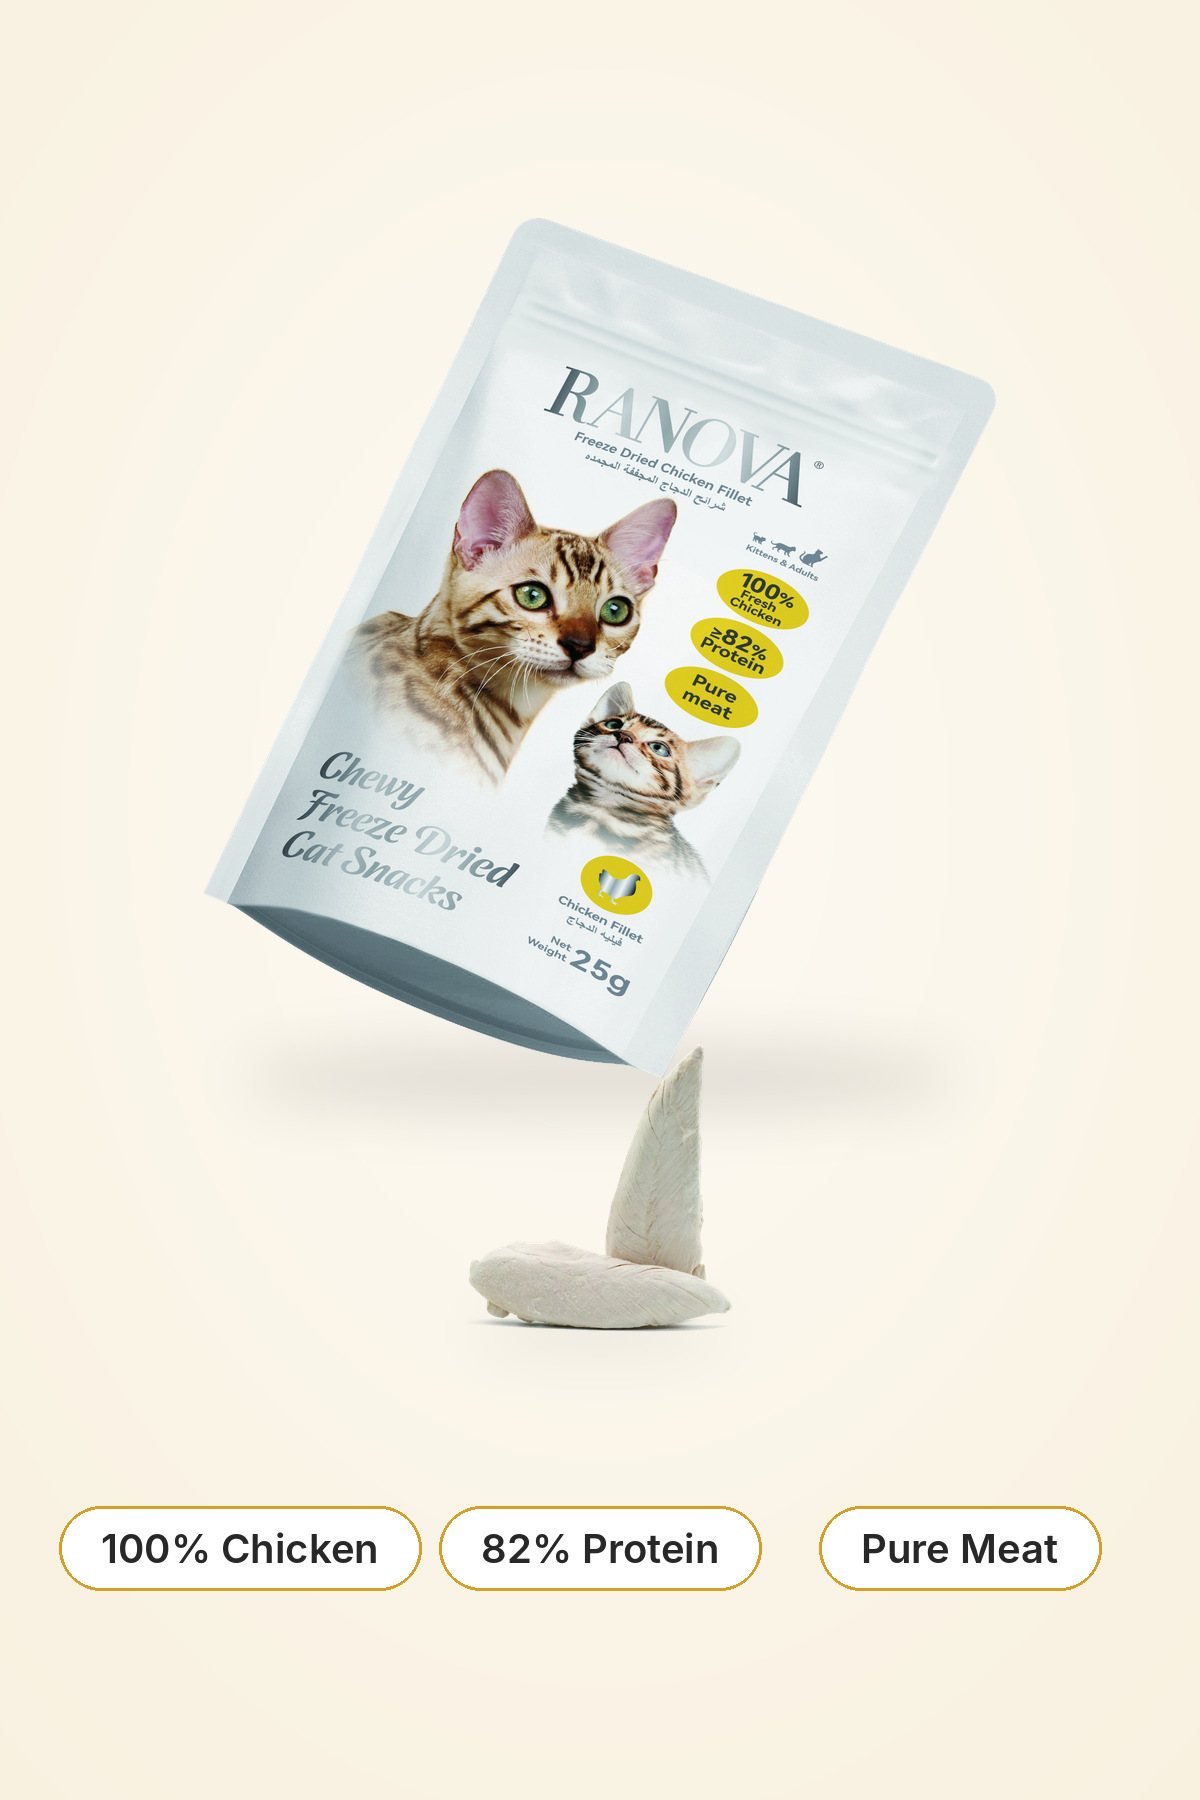 RANOVA®
Freeze Dried Chicken Fillet
شرائح الدجاج المجففة المجمدة
Kittens & Adults
100%
Fresh
Chicken
≥82%
Protein
Pure
meat
Chewy
Freeze Dried
Cat Snacks
Chicken Fillet
فيليه الدجاج
Net
Weight 25g
100% Chicken
82% Protein
Pure Meat